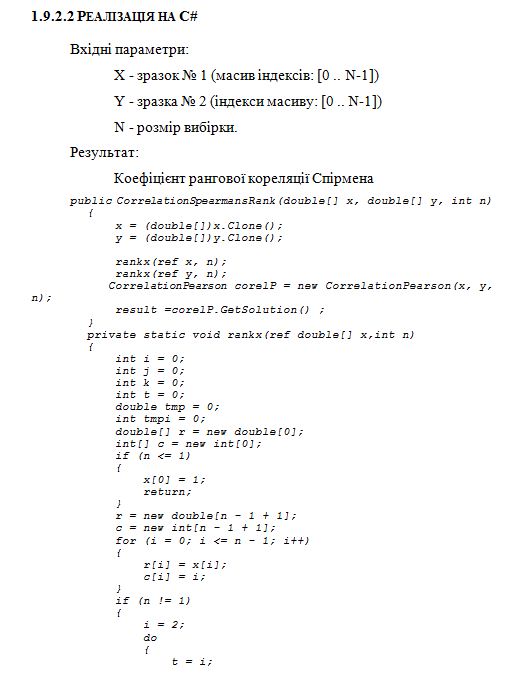 1.9.2.2 РЕАЛІЗАЦІЯ НА C#
Вхідні параметри:
X - зразок № 1 (масив індексів: [0 .. N-1])
Y - зразка № 2 (індекси масиву: [0 .. N-1])
N - розмір вибірки.
Результат:
Коефіцієнт рангової кореляції Спірмена
public CorrelationSpearmansRank(double[] x, double[] y, int n)
{
x = (double[])x.Clone();
y = (double[])y.Clone();
rankx(ref x, n);
rankx(ref y, n);
CorrelationPearson corelP = new CorrelationPearson(x, y,
n);
result =corelP.GetSolution() ;
}
private static void rankx(ref double[] x,int n)
{
int i = 0;
int j = 0;
int k = 0;
int t = 0;
double tmp = 0;
int tmpi = 0;
double[] r = new double[0];
int[] c = new int[0];
if (n <= 1)
{
x[0] = 1;
return;
}
r = new double[n - 1 + 1];
c = new int[n - 1 + 1];
for (i = 0; i <= n - 1; i++)
{
r[i] = x[i];
c[i] = i;
}
if (n != 1)
{
i = 2;
do
{
t = i;